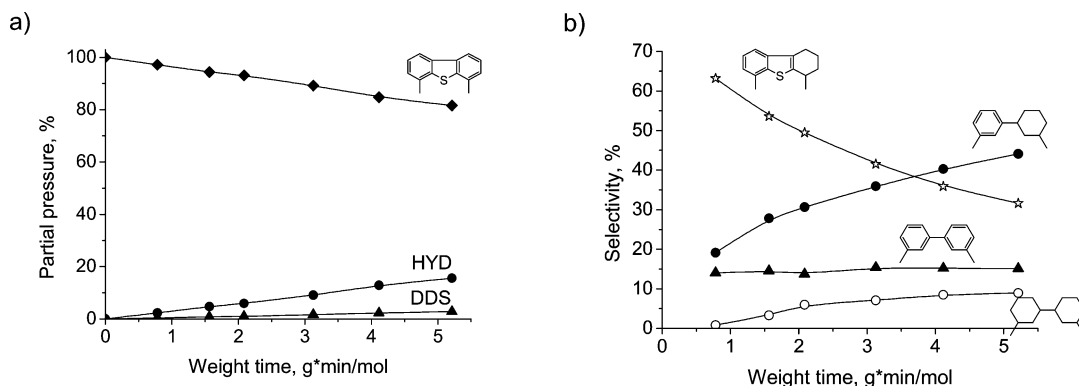 a)
Partial pressure, %
100
80
60
40
20
0
S
HYD
DDS
0
1
2
3
4
5
Weight time, g*min/mol
b)
Selectivity, %
70
60
50
40
30
20
10
0
S
1
2
3
4
5
Weight time, g*min/mol